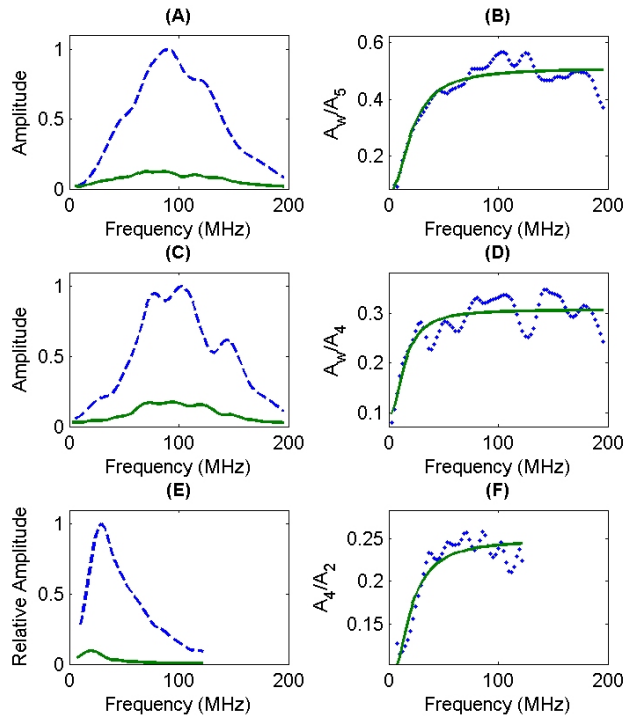 (A)
Amplitude
1
0.5
0
0 100 200
Frequency (MHz)
(B)
A_w/A_5
0.6
0.4
0.2
0 100 200
Frequency (MHz)
(C)
Amplitude
1
0.5
0
0 100 200
Frequency (MHz)
(D)
A_w/A_4
0.3
0.2
0.1
0 100 200
Frequency (MHz)
(E)
Relative Amplitude
1
0.5
0
0 100 200
Frequency (MHz)
(F)
A_4/A_2
0.25
0.2
0.15
0 100 200
Frequency (MHz)